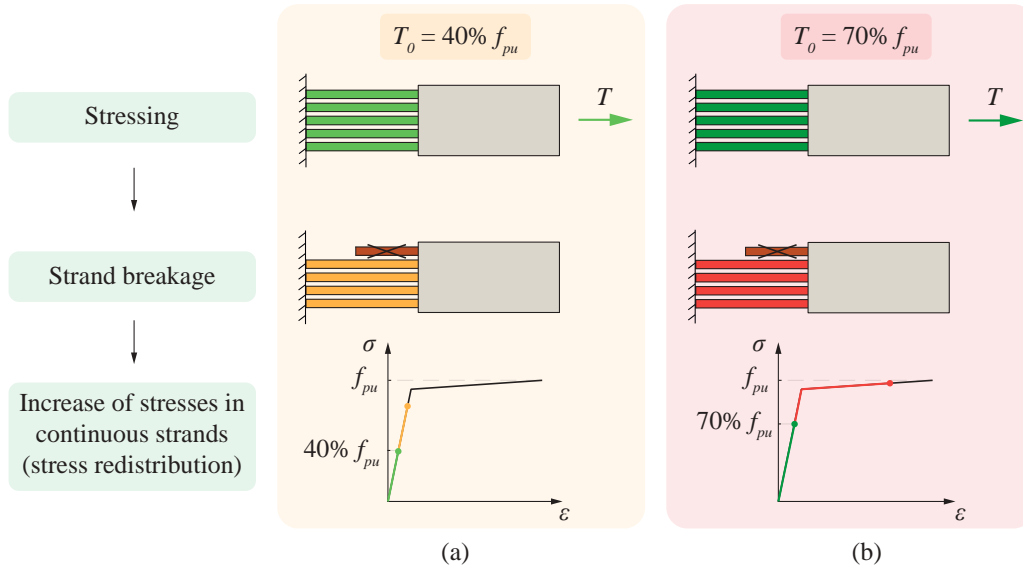 T₀ = 40% fₚᵤ
T₀ = 70% fₚᵤ
Stressing
T
T
Strand breakage
Increase of stresses in
continuous strands
(stress redistribution)
σ
fₚᵤ
40% fₚᵤ
ε
σ
fₚᵤ
70% fₚᵤ
ε
(a)
(b)